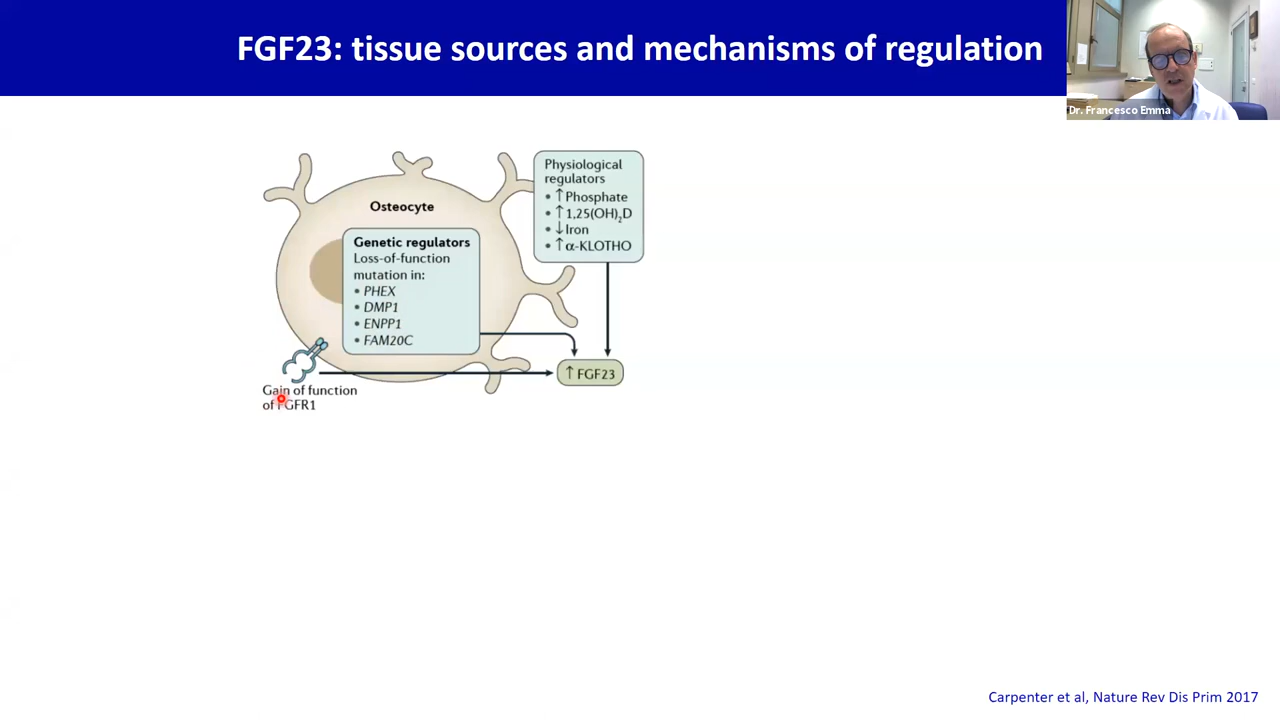 FGF23: tissue sources and mechanisms of regulation
Dr. Francesco Emma
Osteocyte
Genetic regulators
Loss-of-function
mutation in:
• PHEX
• DMP1
• ENPP1
• FAM20C
Physiological
regulators
• ↑Phosphate
• ↑1,25(OH)₂D
• ↓Iron
• ↑α-KLOTHO
↑ FGF23
Gain of function
of FGFR1
Carpenter et al, Nature Rev Dis Prim 2017